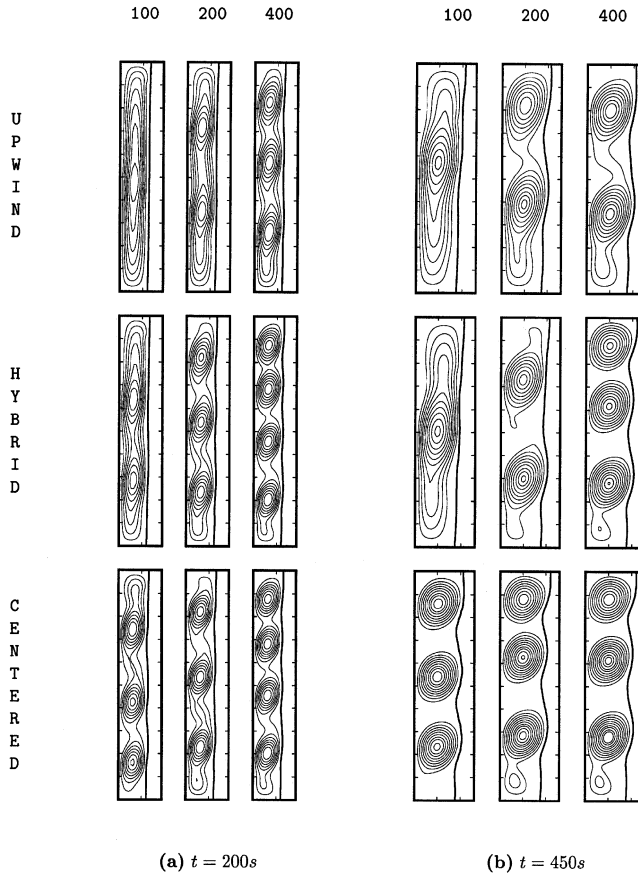 100 200 400 100 200 400
UPWIND
HYBRID
CENTERED
(a) t = 200s (b) t = 450s